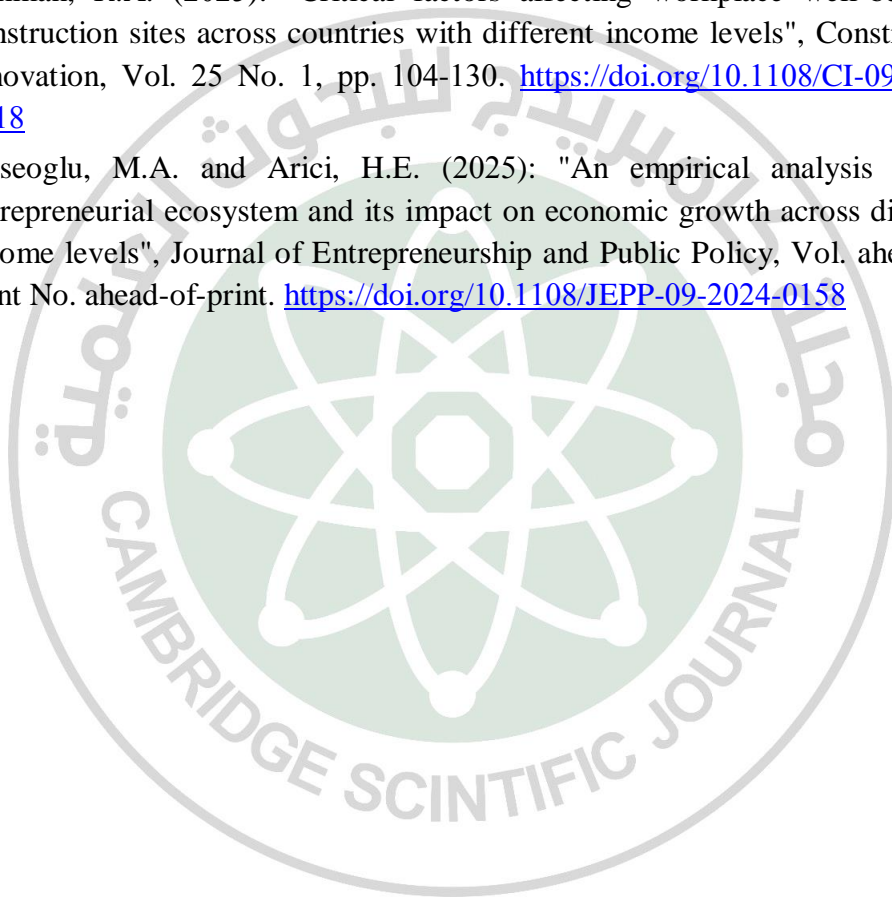 (2025): "Critical factors affecting workplace well-be
nstruction sites across countries with different income levels", Const
novation, Vol. 25 No. 1, pp. 104-130. https://doi.org/10.1108/CI-09
18
seoglu, M.A. and Arici, H.E. (2025): "An empirical analysis
repreneurial ecosystem and its impact on economic growth across di
ome levels", Journal of Entrepreneurship and Public Policy, Vol. ahe
nt No. ahead-of-print. https://doi.org/10.1108/JEPP-09-2024-0158
مجلة كامبريدج للبحوث العلمية
CAMBRIDGE SCINTIFIC JOURNAL